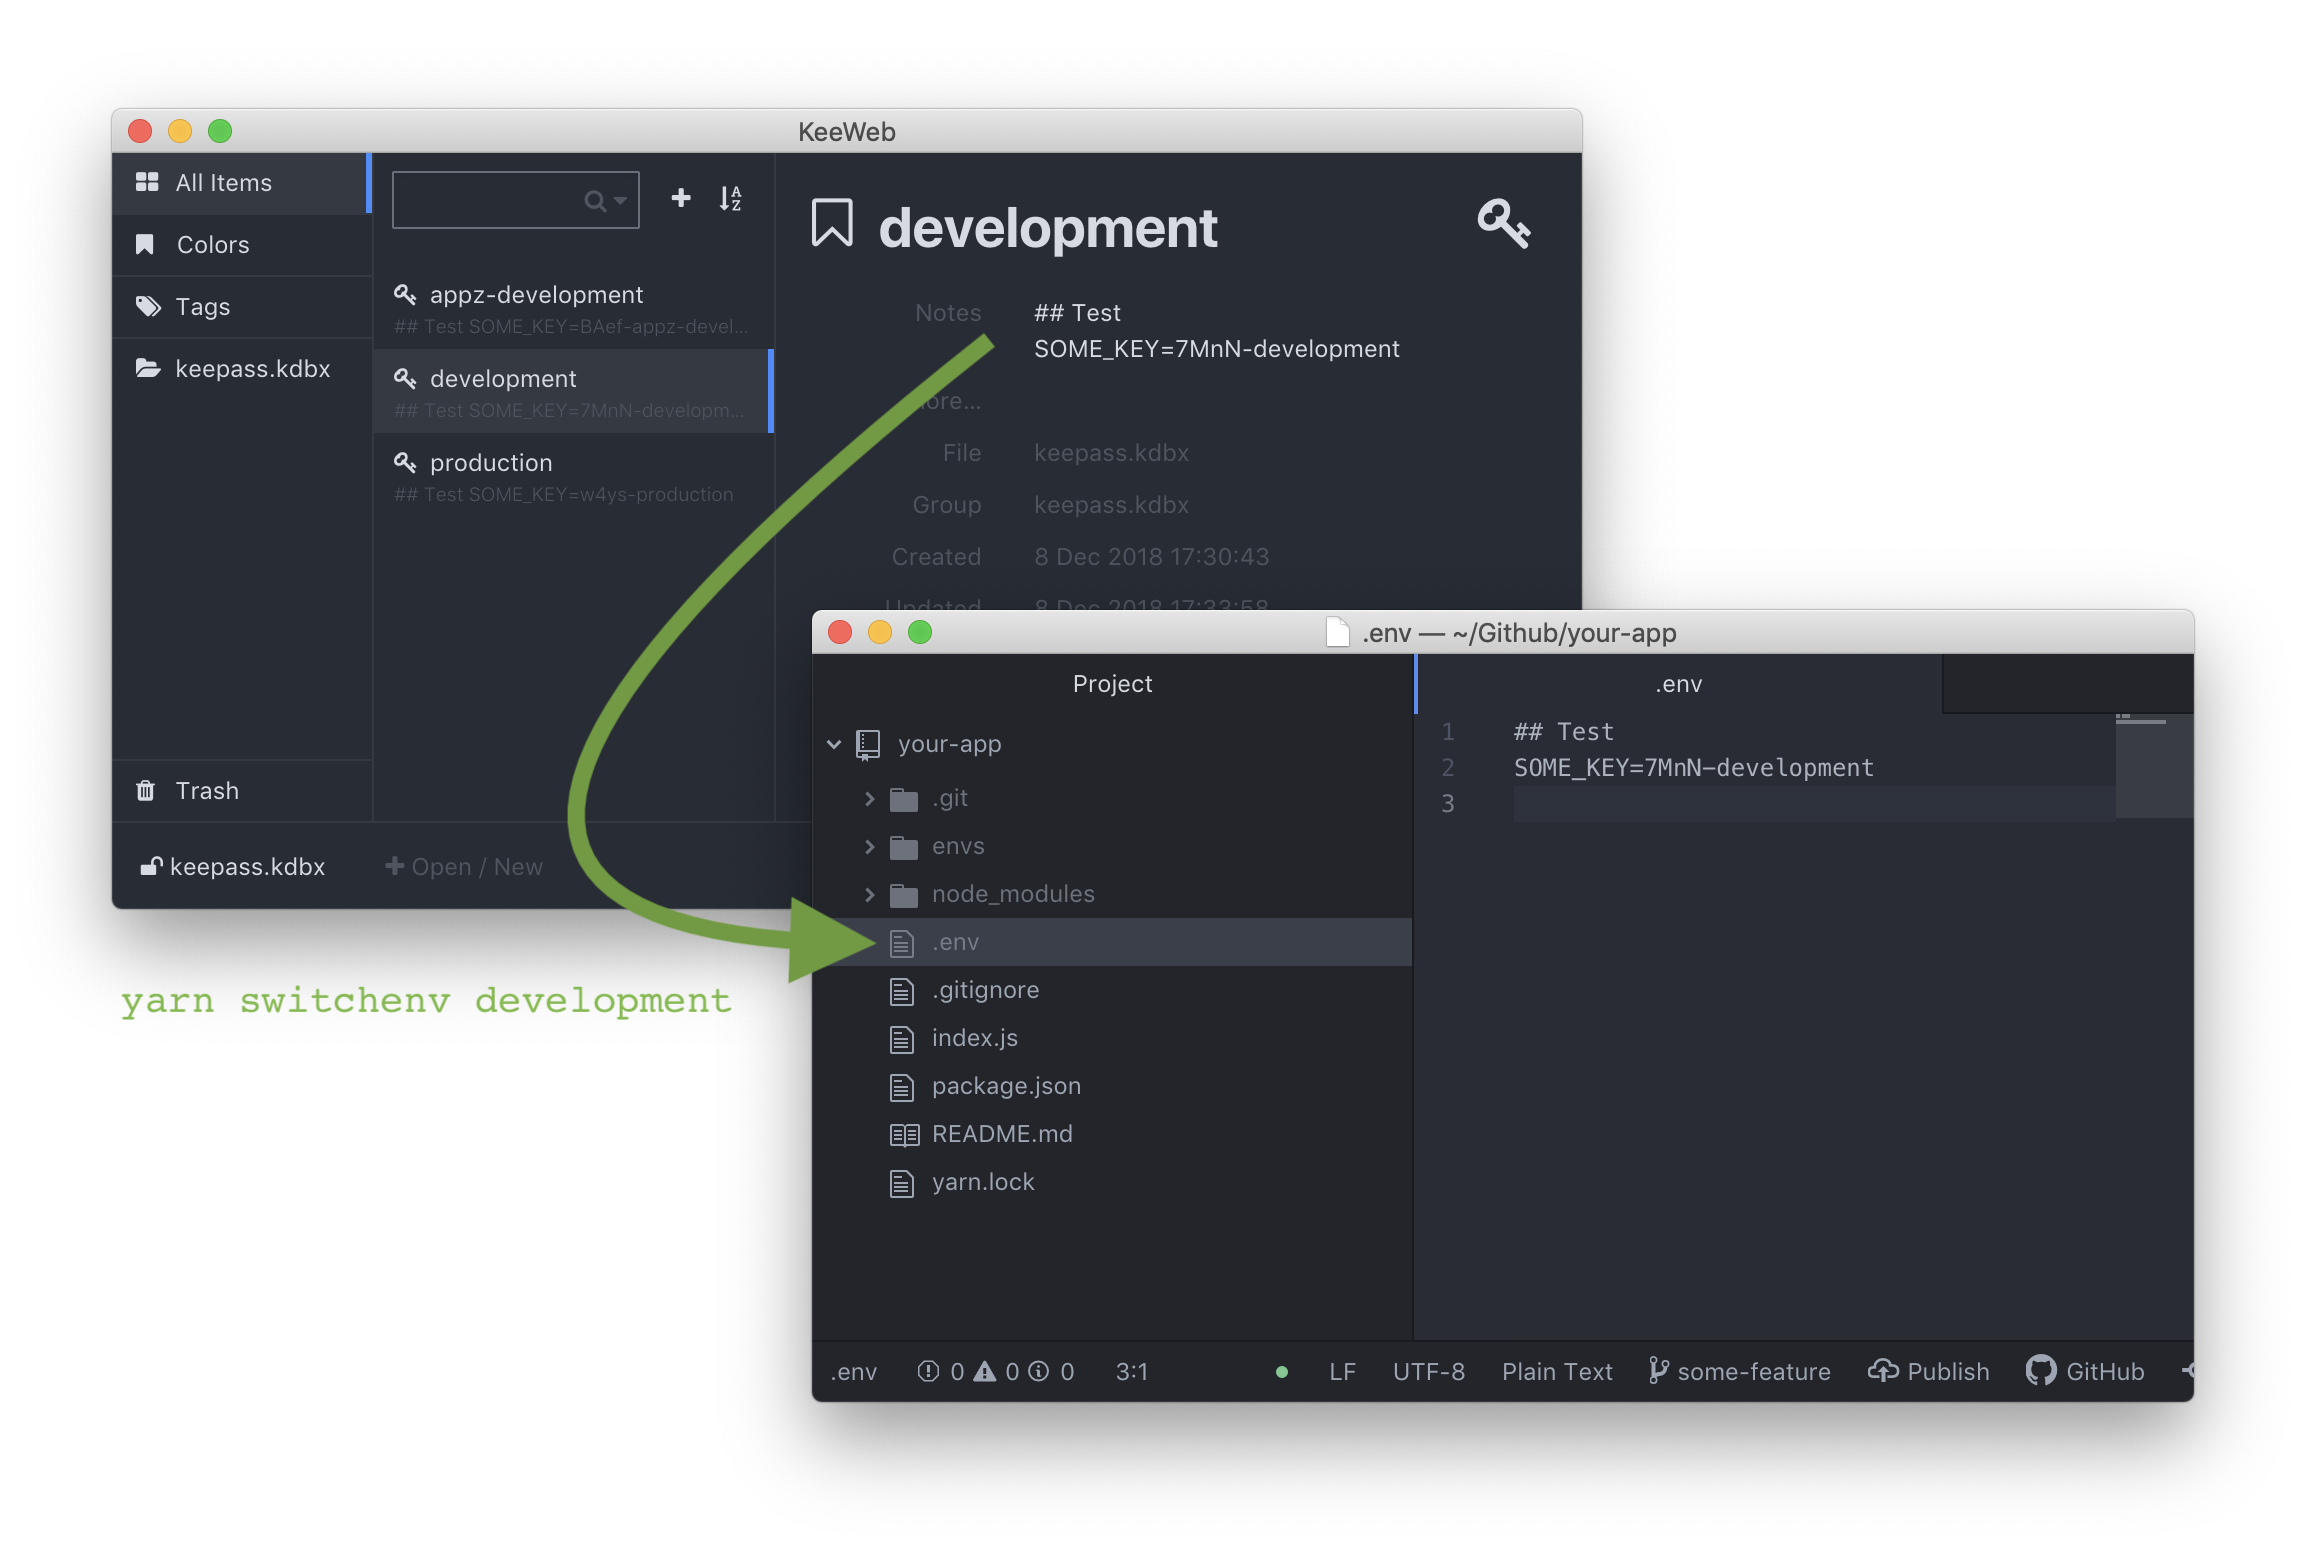 KeeWeb
All Items
Colors
Tags
keepass.kdbx
Trash
appz-development
## Test SOME_KEY=BAef-appz-devel...
development
## Test SOME_KEY=7MnN-developm...
production
## Test SOME_KEY=w4ys-production
development
Notes
## Test
SOME_KEY=7MnN-development
File keepass.kdbx
Group keepass.kdbx
Created 8 Dec 2018 17:30:43
Updated 8 Dec 2018 17:33:58
keepass.kdbx
Open / New
yarn switchenv development
.env — ~/Github/your-app
Project
your-app
.git
envs
node_modules
.env
.gitignore
index.js
package.json
README.md
yarn.lock
.env
1 ## Test
2 SOME_KEY=7MnN-development
3
.env 0 0 0 3:1 LF UTF-8 Plain Text some-feature Publish GitHub